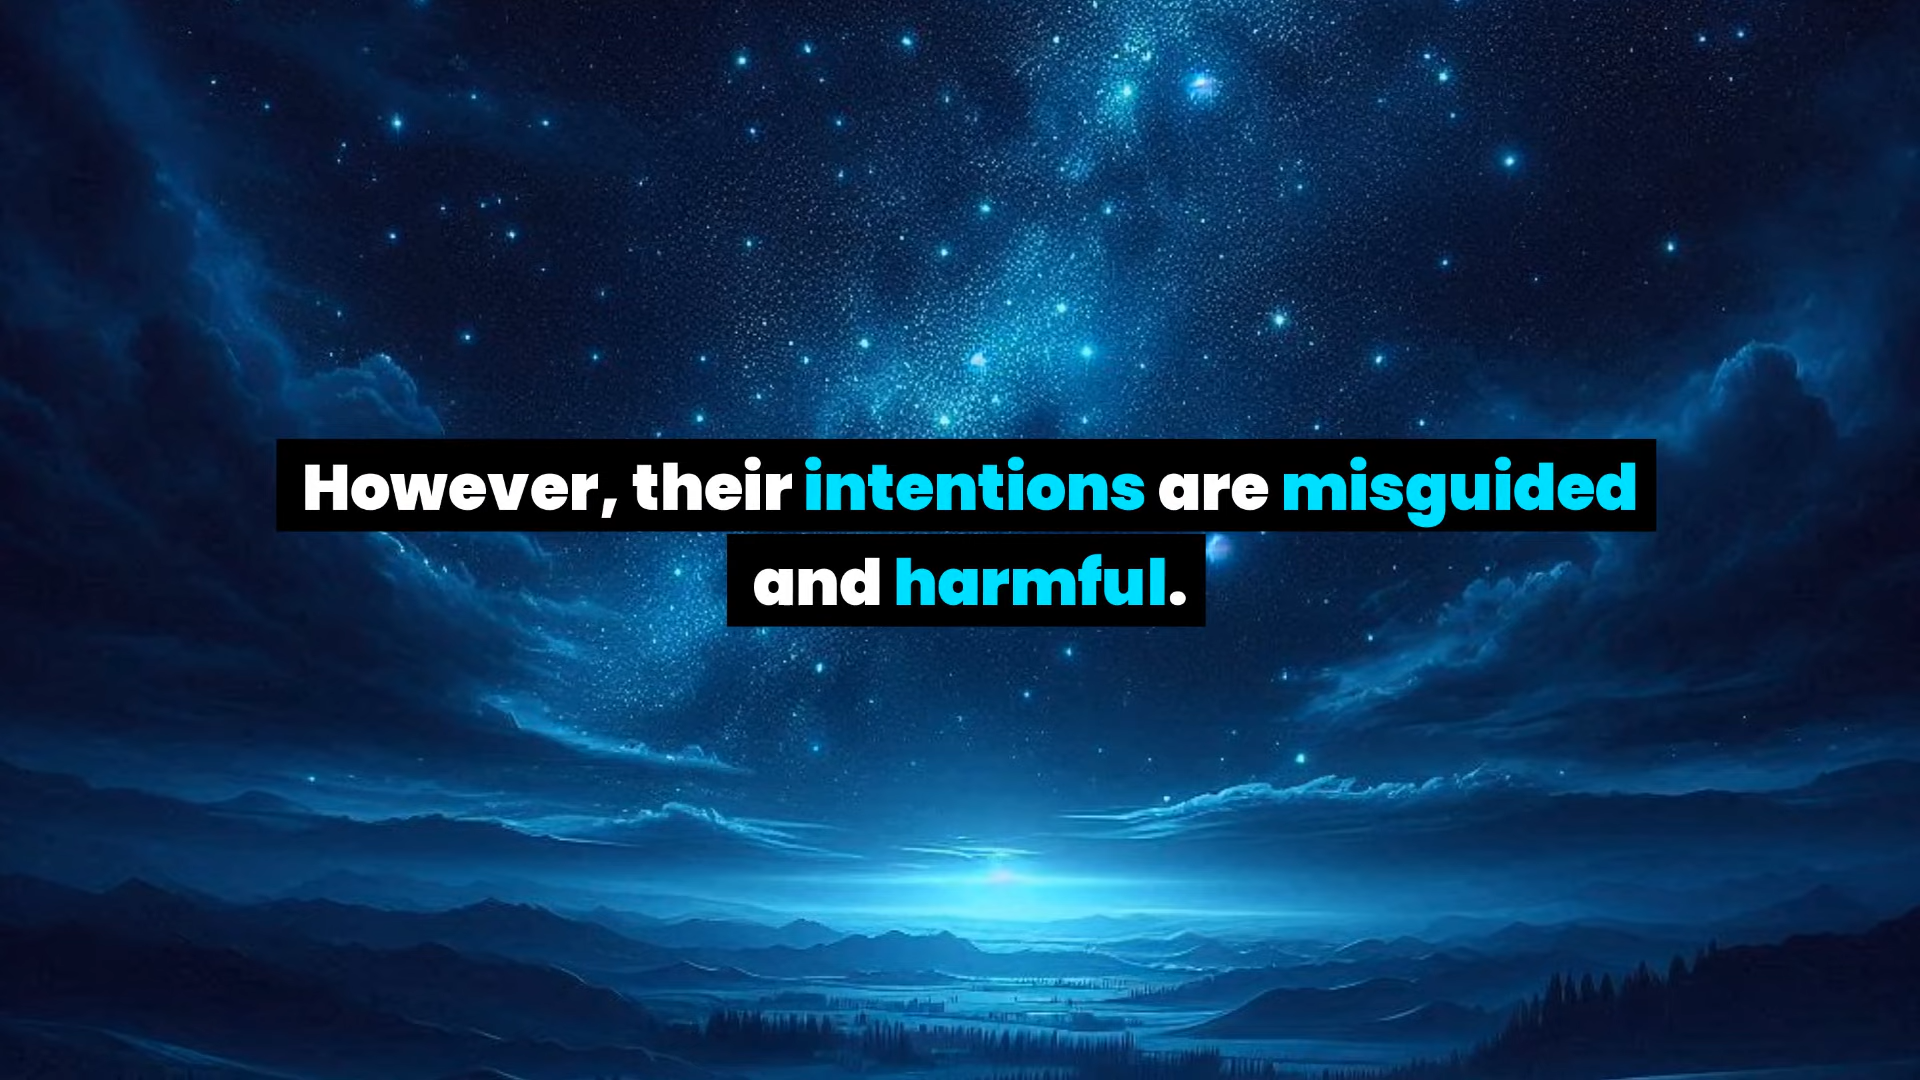 However, their intentions are misguided
and harmful.